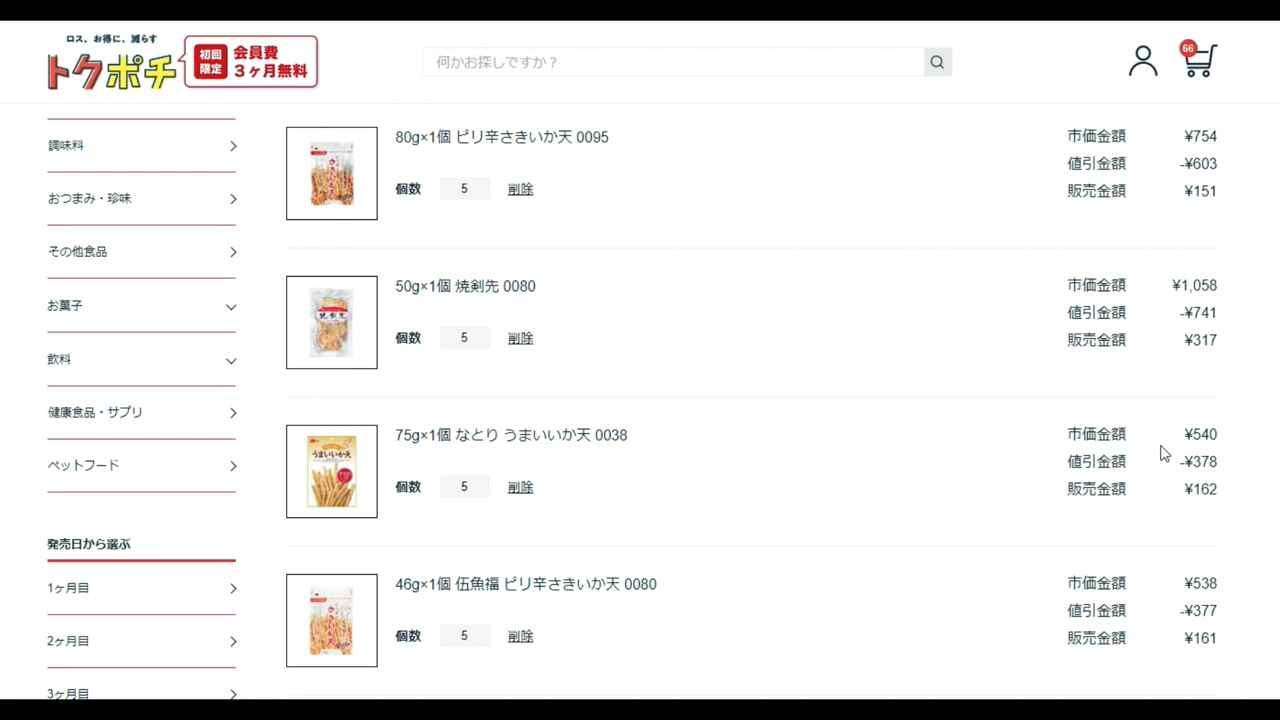 ロス、お得に、減らす
トクポチ
初回
限定
会員費
3ヶ月無料
何かお探しですか？
66
調味料
おつまみ・珍味
その他食品
お菓子
飲料
健康食品・サプリ
ペットフード
発売日から選ぶ
1ヶ月目
2ヶ月目
3ヶ月目
80g×1個 ピリ辛さきいか天 0095
個数 5 削除
市価金額 ¥754
値引金額 -¥603
販売金額 ¥151
50g×1個 焼剣先 0080
焼剣先
個数 5 削除
市価金額 ¥1,058
値引金額 -¥741
販売金額 ¥317
75g×1個 なとり うまいいか天 0038
うまいいか天
個数 5 削除
市価金額 ¥540
値引金額 -¥378
販売金額 ¥162
46g×1個 伍魚福 ピリ辛さきいか天 0080
個数 5 削除
市価金額 ¥538
値引金額 -¥377
販売金額 ¥161